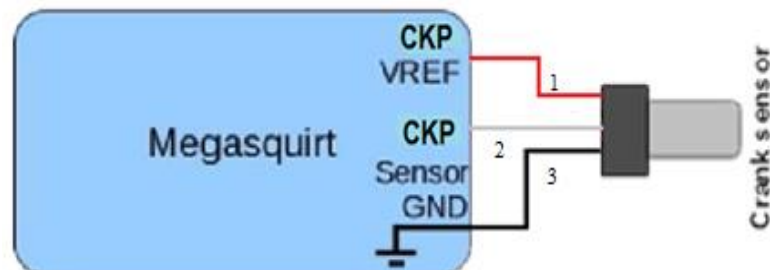 CKP
VREF
1
Megasquirt
CKP
2
Sensor
3
GND
Crank sensor